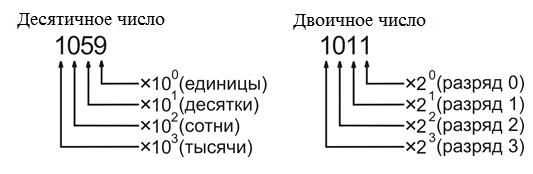 Десятичное число
1059
×10⁰(единицы)
×10¹(десятки)
×10²(сотни)
×10³(тысячи)
Двоичное число
1011
×2⁰(разряд 0)
×2¹(разряд 1)
×2²(разряд 2)
×2³(разряд 3)